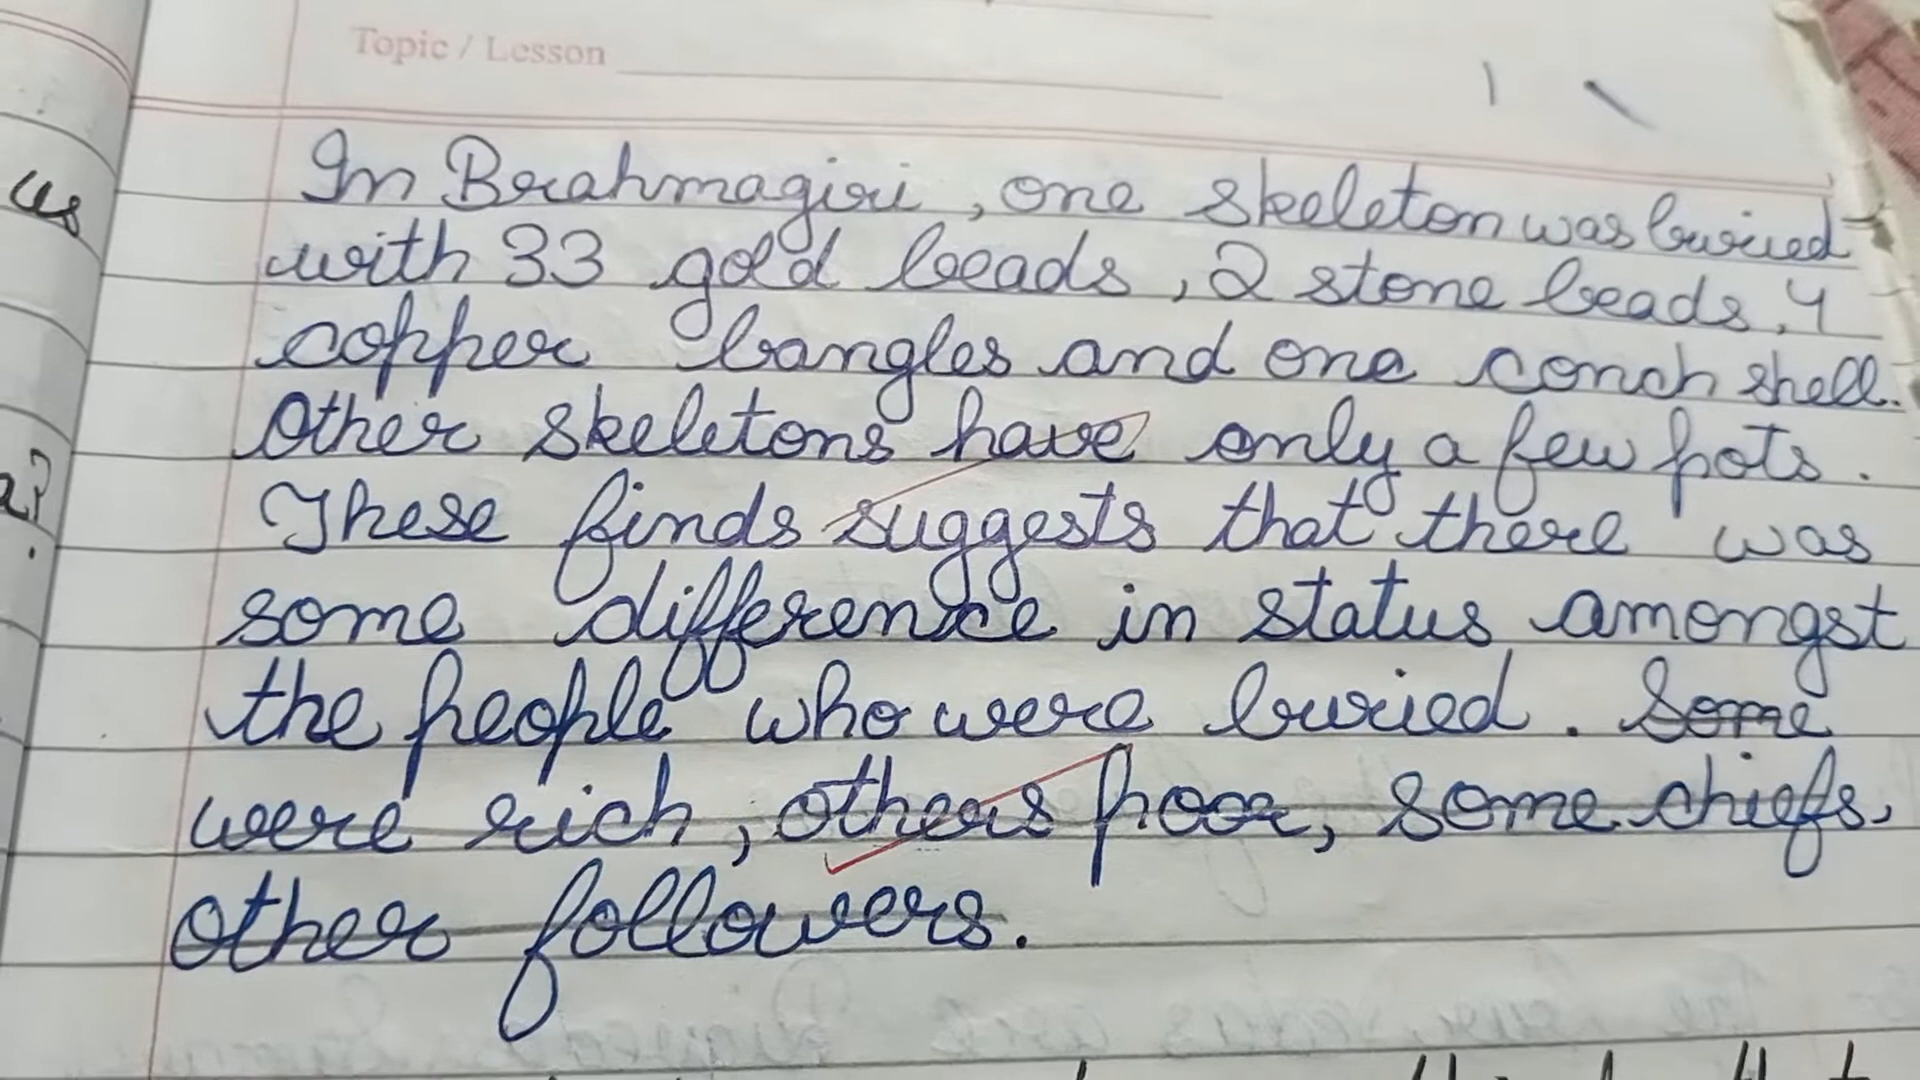 Topic / Lesson
In Brahmagiri, one skeleton was buried
with 33 gold beads, 2 stone beads, 4
copper bangles and one conch shell.
Other skeletons have only a few pots.
These finds suggests that there was
some difference in status amongst
the people who were buried. Some
were rich, others poor, some chiefs,
other followers.
us